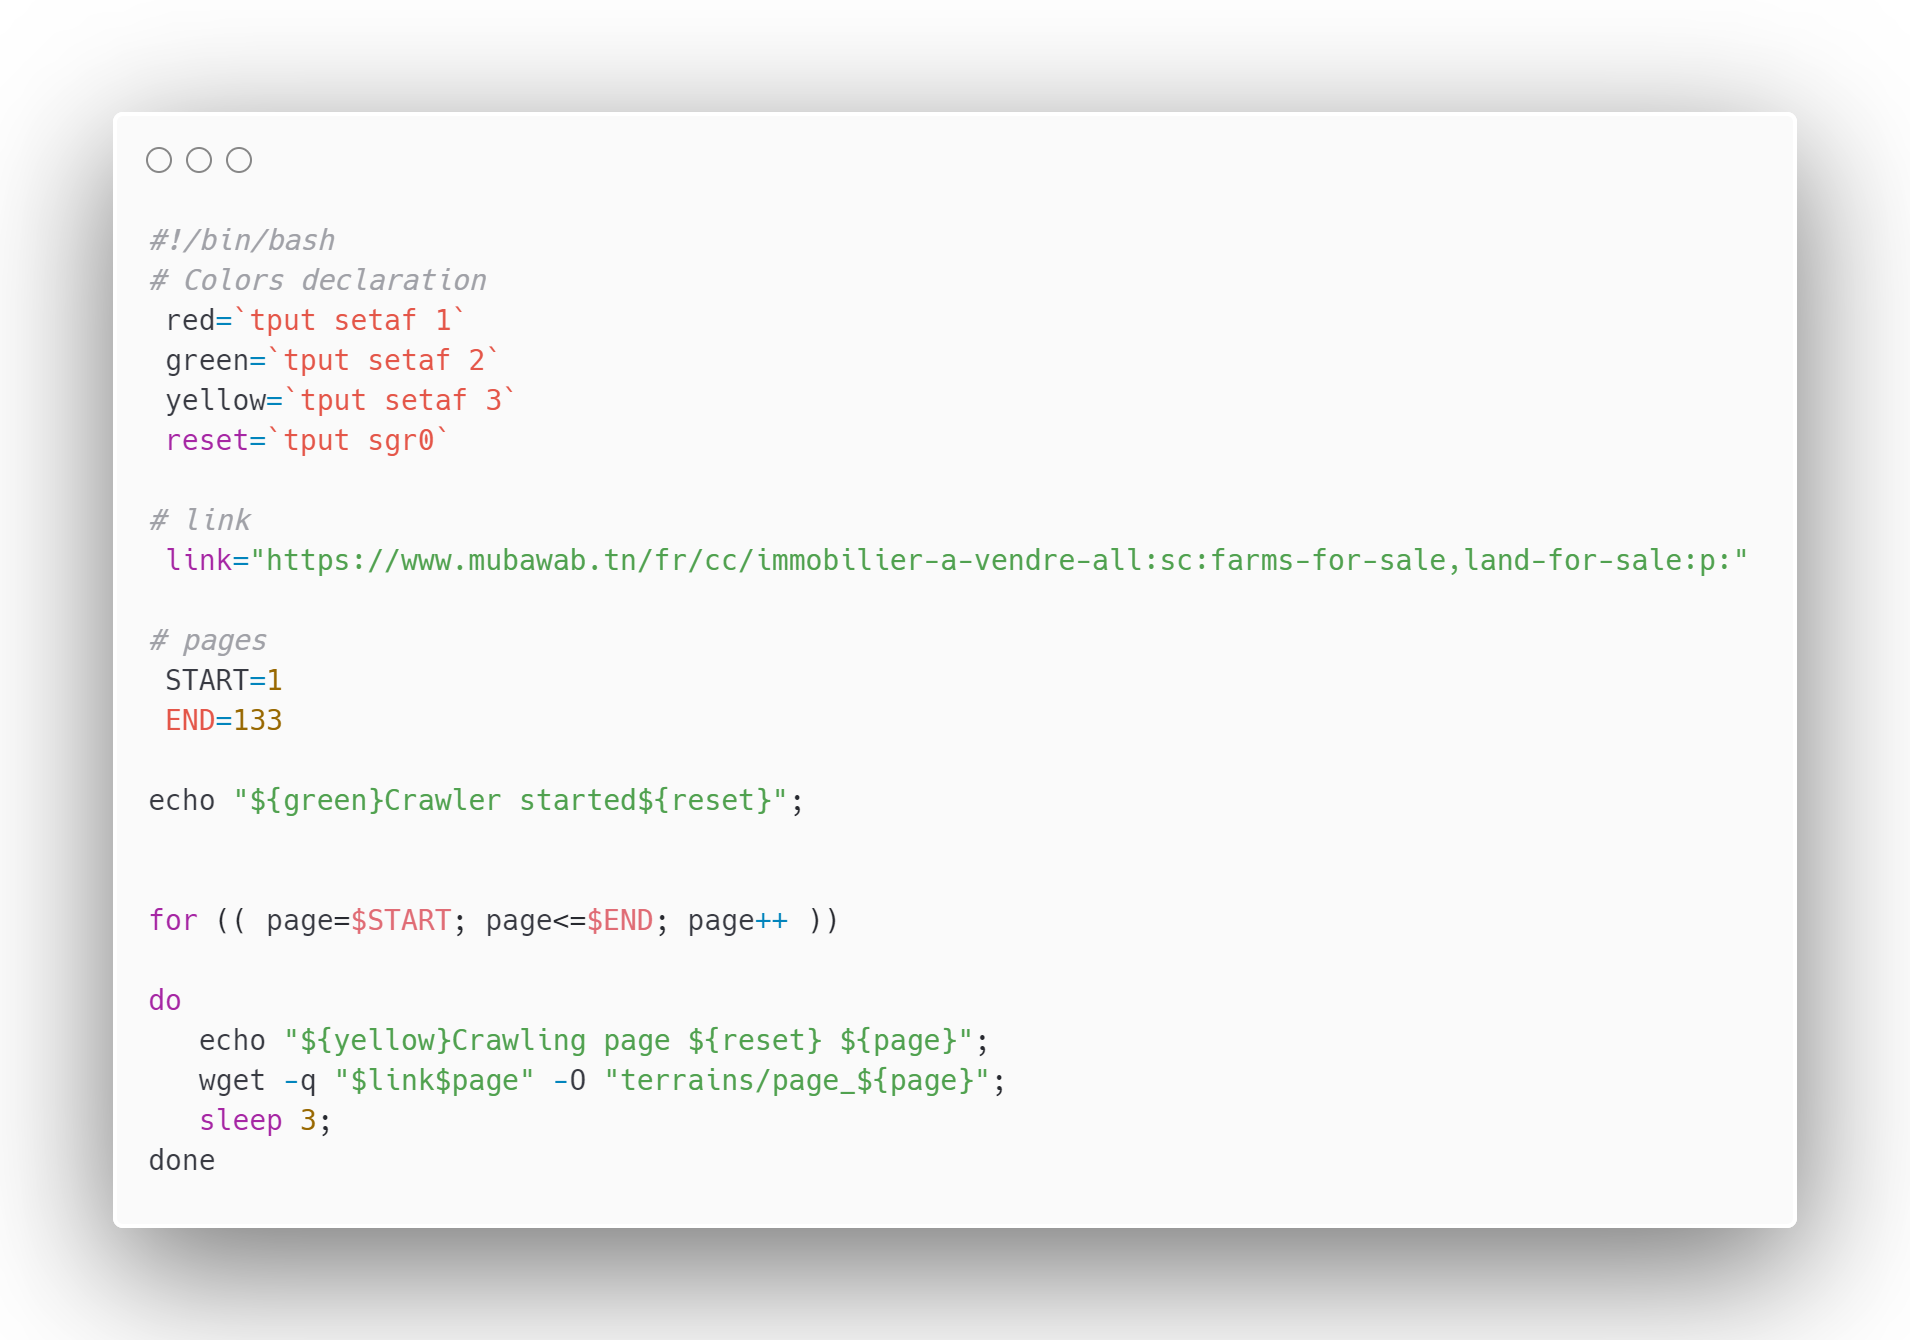 #!/bin/bash
# Colors declaration
 red=`tput setaf 1`
 green=`tput setaf 2`
 yellow=`tput setaf 3`
 reset=`tput sgr0`
# link
 link="https://www.mubawab.tn/fr/cc/immobilier-a-vendre-all:sc:farms-for-sale,land-for-sale:p:"
# pages
 START=1
 END=133
echo "${green}Crawler started${reset}";
for (( page=$START; page<=$END; page++ ))
do
   echo "${yellow}Crawling page ${reset} ${page}";
   wget -q "$link$page" -O "terrains/page_${page}";
   sleep 3;
done